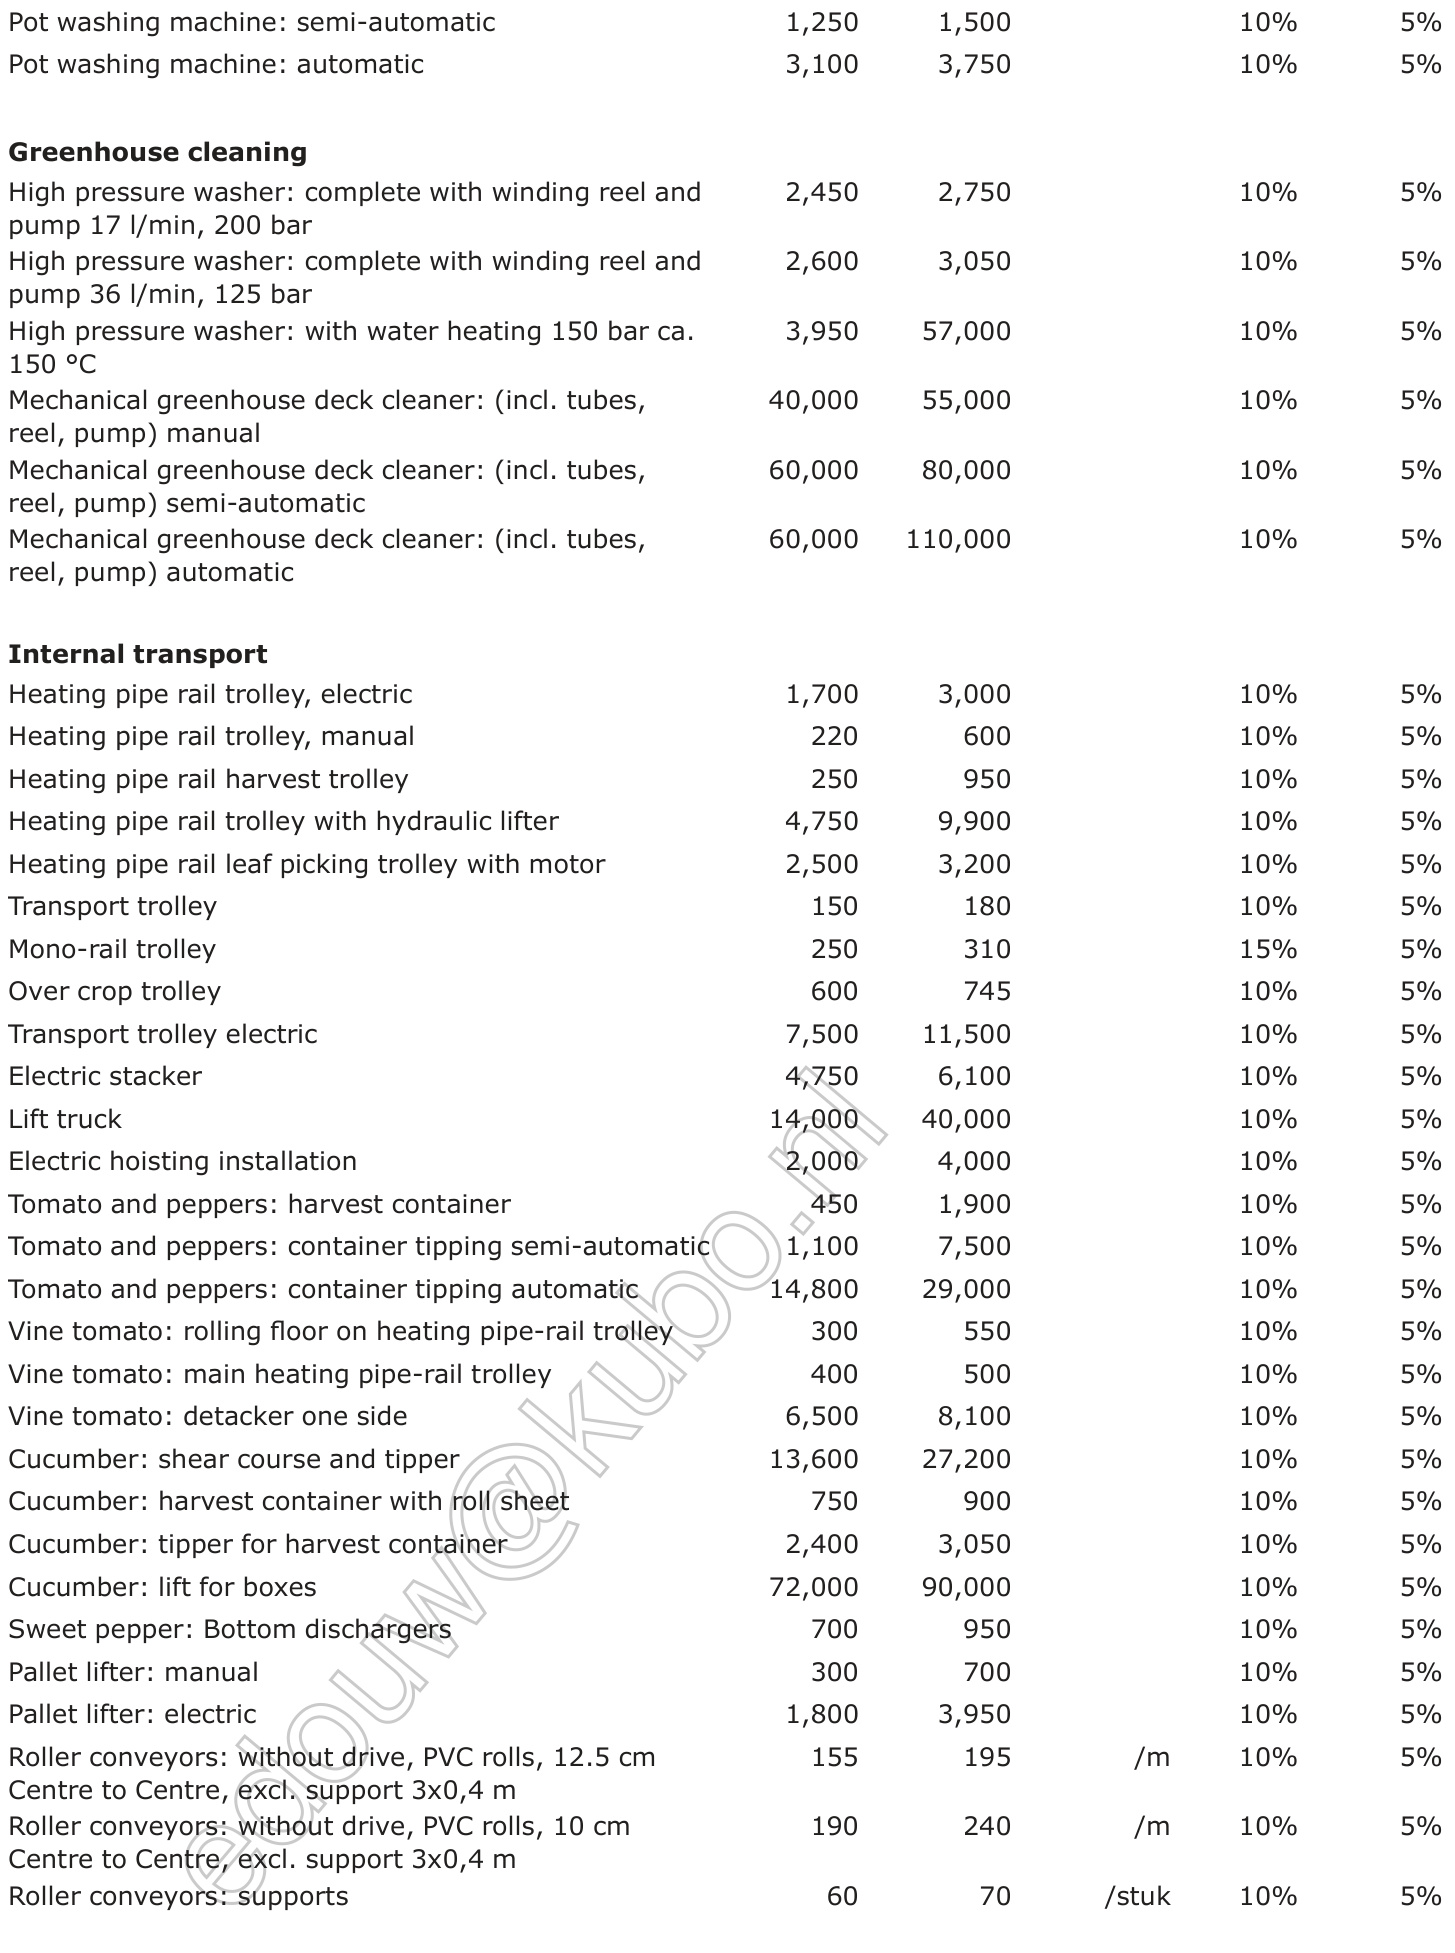 Pot washing machine: semi-automatic 1,250 1,500 10% 5%
Pot washing machine: automatic 3,100 3,750 10% 5%
Greenhouse cleaning
High pressure washer: complete with winding reel and 2,450 2,750 10% 5%
pump 17 l/min, 200 bar
High pressure washer: complete with winding reel and 2,600 3,050 10% 5%
pump 36 l/min, 125 bar
High pressure washer: with water heating 150 bar ca. 3,950 57,000 10% 5%
150 °C
Mechanical greenhouse deck cleaner: (incl. tubes, 40,000 55,000 10% 5%
reel, pump) manual
Mechanical greenhouse deck cleaner: (incl. tubes, 60,000 80,000 10% 5%
reel, pump) semi-automatic
Mechanical greenhouse deck cleaner: (incl. tubes, 60,000 110,000 10% 5%
reel, pump) automatic
Internal transport
Heating pipe rail trolley, electric 1,700 3,000 10% 5%
Heating pipe rail trolley, manual 220 600 10% 5%
Heating pipe rail harvest trolley 250 950 10% 5%
Heating pipe rail trolley with hydraulic lifter 4,750 9,900 10% 5%
Heating pipe rail leaf picking trolley with motor 2,500 3,200 10% 5%
Transport trolley 150 180 10% 5%
Mono-rail trolley 250 310 15% 5%
Over crop trolley 600 745 10% 5%
Transport trolley electric 7,500 11,500 10% 5%
Electric stacker 4,750 6,100 10% 5%
Lift truck 14,000 40,000 10% 5%
Electric hoisting installation 2,000 4,000 10% 5%
Tomato and peppers: harvest container 450 1,900 10% 5%
Tomato and peppers: container tipping semi-automatic 1,100 7,500 10% 5%
Tomato and peppers: container tipping automatic 14,800 29,000 10% 5%
Vine tomato: rolling floor on heating pipe-rail trolley 300 550 10% 5%
Vine tomato: main heating pipe-rail trolley 400 500 10% 5%
Vine tomato: detacker one side 6,500 8,100 10% 5%
Cucumber: shear course and tipper 13,600 27,200 10% 5%
Cucumber: harvest container with roll sheet 750 900 10% 5%
Cucumber: tipper for harvest container 2,400 3,050 10% 5%
Cucumber: lift for boxes 72,000 90,000 10% 5%
Sweet pepper: Bottom dischargers 700 950 10% 5%
Pallet lifter: manual 300 700 10% 5%
Pallet lifter: electric 1,800 3,950 10% 5%
Roller conveyors: without drive, PVC rolls, 12.5 cm 155 195 /m 10% 5%
Centre to Centre, excl. support 3x0,4 m
Roller conveyors: without drive, PVC rolls, 10 cm 190 240 /m 10% 5%
Centre to Centre, excl. support 3x0,4 m
Roller conveyors: supports 60 70 /stuk 10% 5%
edouw@kubo.nl